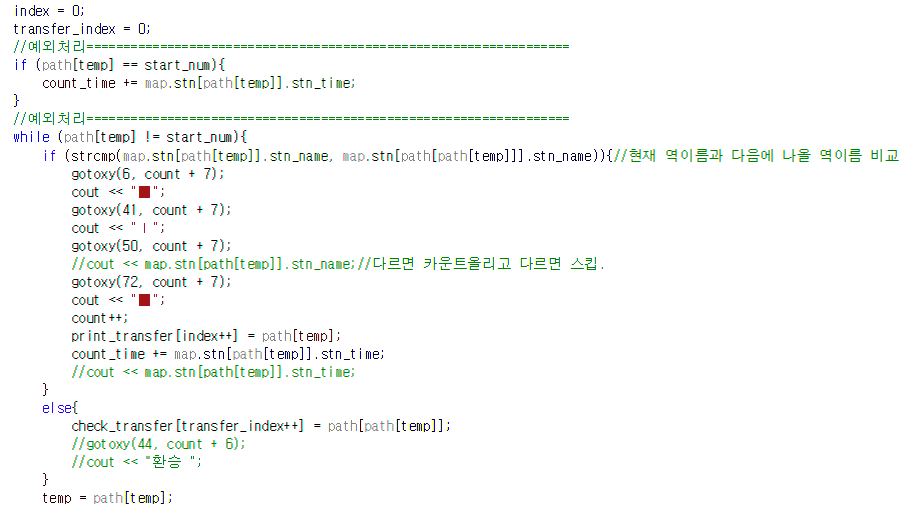 index = 0;
transfer_index = 0;
//예외처리================================================================
if (path[temp] == start_num){
    count_time += map.stn[path[temp]].stn_time;
}
//예외처리================================================================
while (path[temp] != start_num){
    if (strcmp(map.stn[path[temp]].stn_name, map.stn[path[path[temp]]].stn_name)){//현재 역이름과 다음에 나올 역이름 비교
        gotoxy(6, count + 7);
        cout << "■";
        gotoxy(41, count + 7);
        cout << "ㅣ";
        gotoxy(50, count + 7);
        //cout << map.stn[path[temp]].stn_name;//다르면 카운트올리고 다르면 스킵.
        gotoxy(72, count + 7);
        cout << "■";
        count++;
        print_transfer[index++] = path[temp];
        count_time += map.stn[path[temp]].stn_time;
        //cout << map.stn[path[temp]].stn_time;
    }
    else{
        check_transfer[transfer_index++] = path[path[temp]];
        //gotoxy(44, count + 6);
        //cout << "환승 ";
    }
    temp = path[temp];